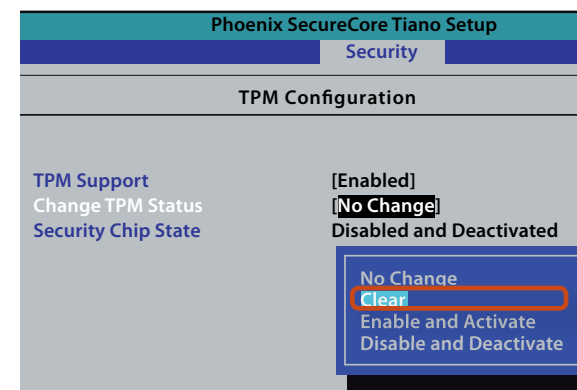 Phoenix SecureCore Tiano Setup
Security
TPM Configuration
TPM Support [Enabled]
Change TPM Status [No Change]
Security Chip State Disabled and Deactivated
No Change
Clear
Enable and Activate
Disable and Deactivate